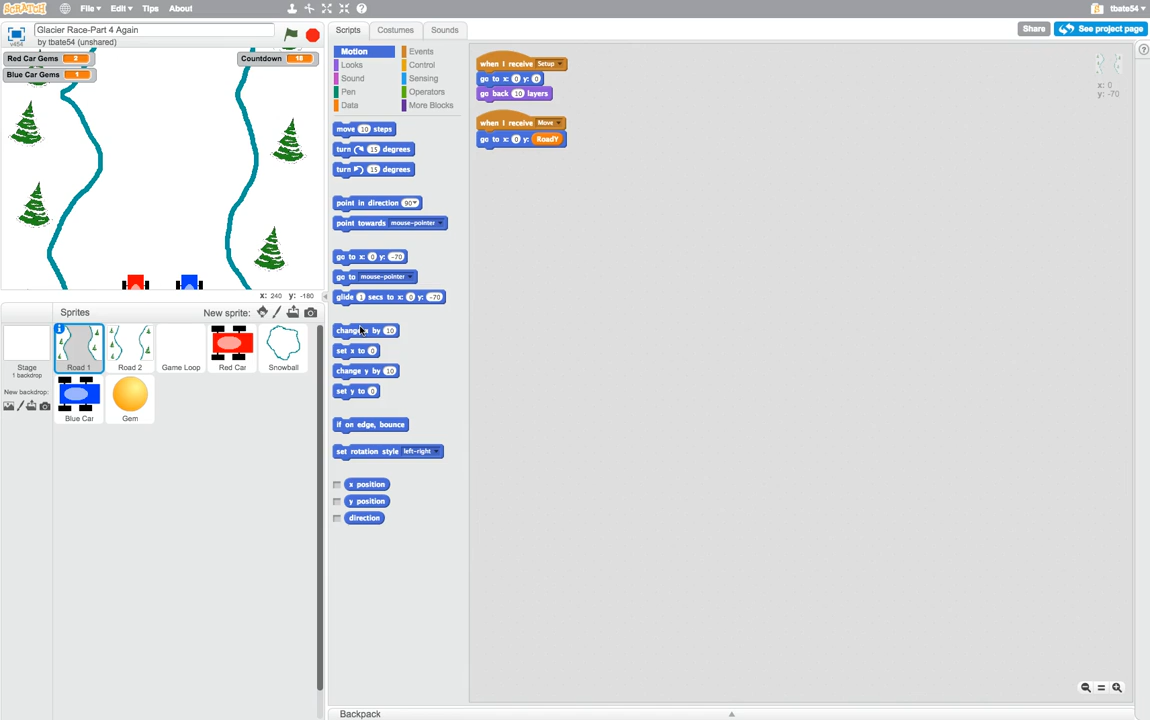 SCRATCH File Edit Tips About tbate54
v454 Glacier Race-Part 4 Again
by tbate54 (unshared)
Scripts Costumes Sounds
Share See project page
Red Car Gems 2
Blue Car Gems 1
Countdown 18
x: 240 y: -180
Sprites New sprite:
Stage
1 backdrop
New backdrop:
Road 1
Road 2
Game Loop
Red Car
Snowball
Blue Car
Gem
Motion Events
Looks Control
Sound Sensing
Pen Operators
Data More Blocks
move 10 steps
turn 15 degrees
turn 15 degrees
point in direction 90
point towards mouse-pointer
go to x: 0 y: -70
go to mouse-pointer
glide 1 secs to x: 0 y: -70
change x by 10
set x to 0
change y by 10
set y to 0
if on edge, bounce
set rotation style left-right
x position
y position
direction
when I receive Setup
go to x: 0 y: 0
go back 10 layers
when I receive Move
go to x: 0 y: RoadY
x: 0
y: -70
Backpack